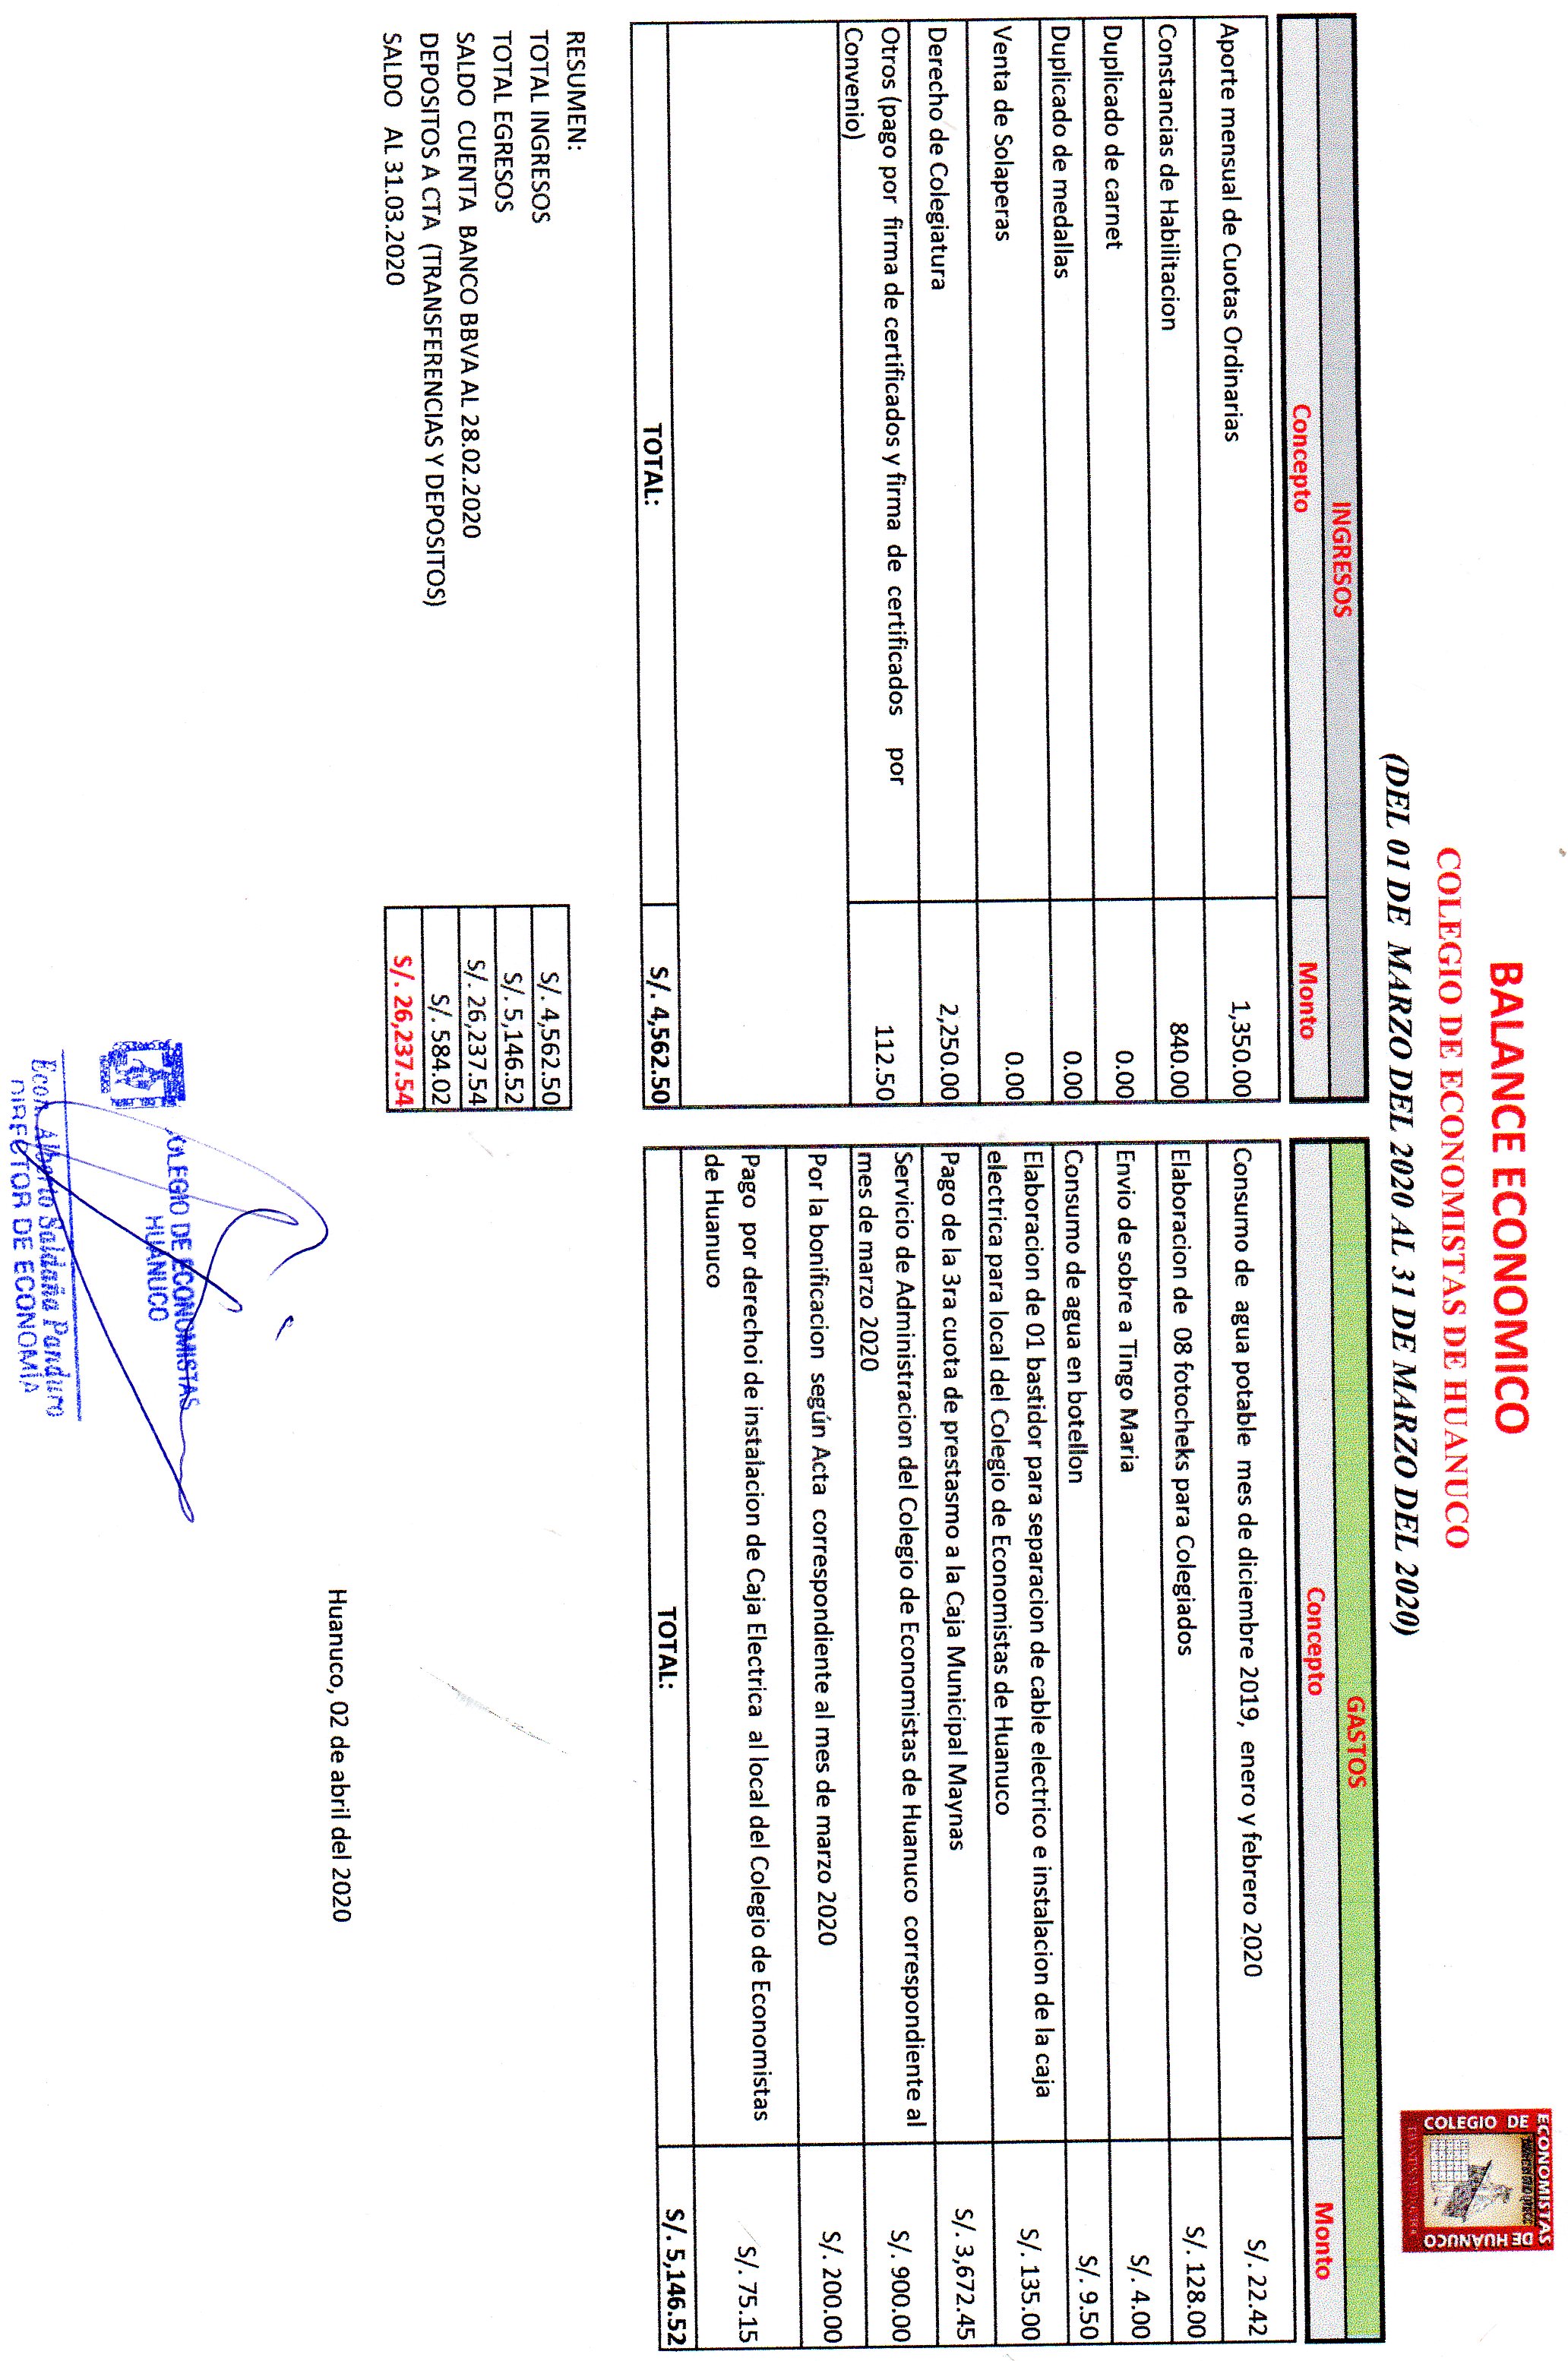 BALANCE ECONOMICO
COLEGIO DE ECONOMISTAS DE HUANUCO
(DEL 01 DE MARZO DEL 2020 AL 31 DE MARZO DEL 2020)
ECONOMISTAS
COLEGIO DE
DE HUANUCO
INGRESOS
Concepto Monto
Aporte mensual de Cuotas Ordinarias 1,350.00
Constancias de Habilitacion 840.00
Duplicado de carnet 0.00
Duplicado de medallas 0.00
Venta de Solaperas 0.00
Derecho de Colegiatura 2,250.00
Otros (pago por firma de certificados y firma de certificados por
Convenio) 112.50
TOTAL: S/. 4,562.50
GASTOS
Concepto Monto
Consumo de agua potable mes de diciembre 2019, enero y febrero 2020 S/. 22.42
Elaboracion de 08 fotocheks para Colegiados S/. 128.00
Envio de sobre a Tingo Maria S/. 4.00
Consumo de agua en botellon S/. 9.50
Elaboracion de 01 bastidor para separacion de cable electrico e instalacion de la caja
electrica para local del Colegio de Economistas de Huanuco S/. 135.00
Pago de la 3ra cuota de prestasmo a la Caja Municipal Maynas S/. 3,672.45
Servicio de Administracion del Colegio de Economistas de Huanuco correspondiente al
mes de marzo 2020 S/. 900.00
Por la bonificacion según Acta correspondiente al mes de marzo 2020 S/. 200.00
Pago por derechoi de instalacion de Caja Electrica al local del Colegio de Economistas
de Huanuco S/. 75.15
TOTAL: S/. 5,146.52
RESUMEN:
TOTAL INGRESOS S/. 4,562.50
TOTAL EGRESOS S/. 5,146.52
SALDO CUENTA BANCO BBVA AL 28.02.2020 S/. 26,237.54
DEPOSITOS A CTA (TRANSFERENCIAS Y DEPOSITOS) S/. 584.02
SALDO AL 31.03.2020 S/. 26,237.54
Huanuco, 02 de abril del 2020
COLEGIO DE ECONOMISTAS
HUANUCO
Econ. Alberto Saldaña Panduro
DIRECTOR DE ECONOMÍA